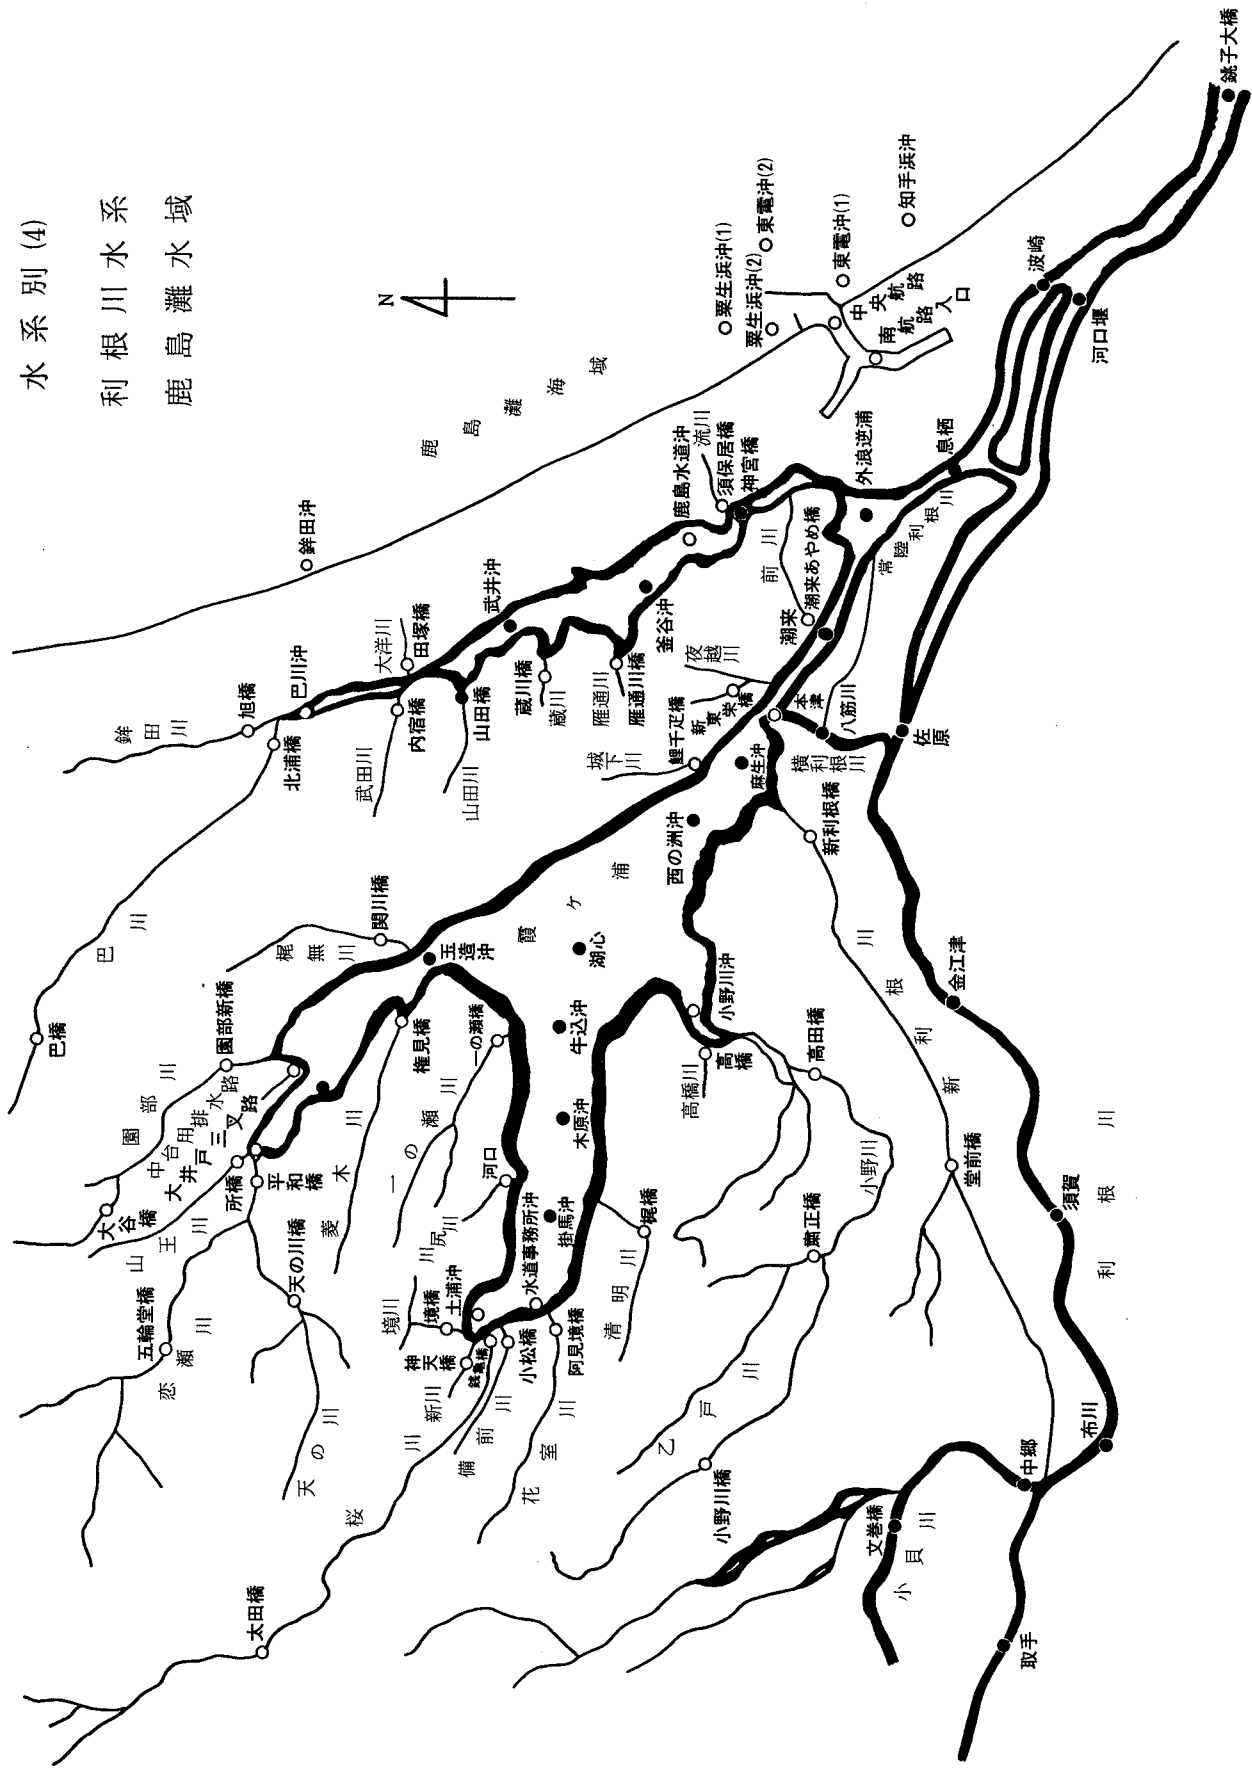 水系別(4)
利根川水系
鹿島灘水域
N
銚子大橋
知手浜沖
東電沖(2)
東電沖(1)
粟生浜沖(1)
粟生浜沖(2)
中央航路
南航路入口
波崎
河口堰
鹿島灘海域
鹿島水道沖
流川
須保居橋
神宮橋
外浪逆浦
息栖
常陸利根川
前川
潮来あやめ橋
潮来
鉾田沖
武井沖
釜谷沖
大洋川
田塚橋
巴川沖
旭橋
鉾田川
北浦橋
内宿橋
武田川
山田橋
山田川
蔵川橋
蔵川
雁通川
雁通川橋
夜越川
新東栄橋
鯉千疋橋
城下川
本津
八筋川
佐原
横利根川
麻生沖
新利根橋
西の洲沖
巴川
巴橋
関川橋
梶無川
玉造沖
霞ケ浦
湖心
牛込沖
木原沖
掛馬沖
小野川沖
高橋
高橋川
高田橋
小野川
新利根川
金江津
堂前橋
須賀
利根川
園部新橋
園部川
中台用排水路
大井戸三叉路
所橋
平和橋
大谷橋
山王川
五輪堂橋
恋瀬川
天の川橋
天の川
権見橋
菱木川
一の瀬橋
一の瀬川
河口
川尻川
水道事務所沖
土浦沖
境橋
境川
神天橋
銭亀橋
新川
小松橋
備前川
阿見境橋
花室川
梶橋
清明川
粛正橋
乙戸川
小野川橋
桜川
太田橋
布川
中郷
文巻橋
小貝川
取手